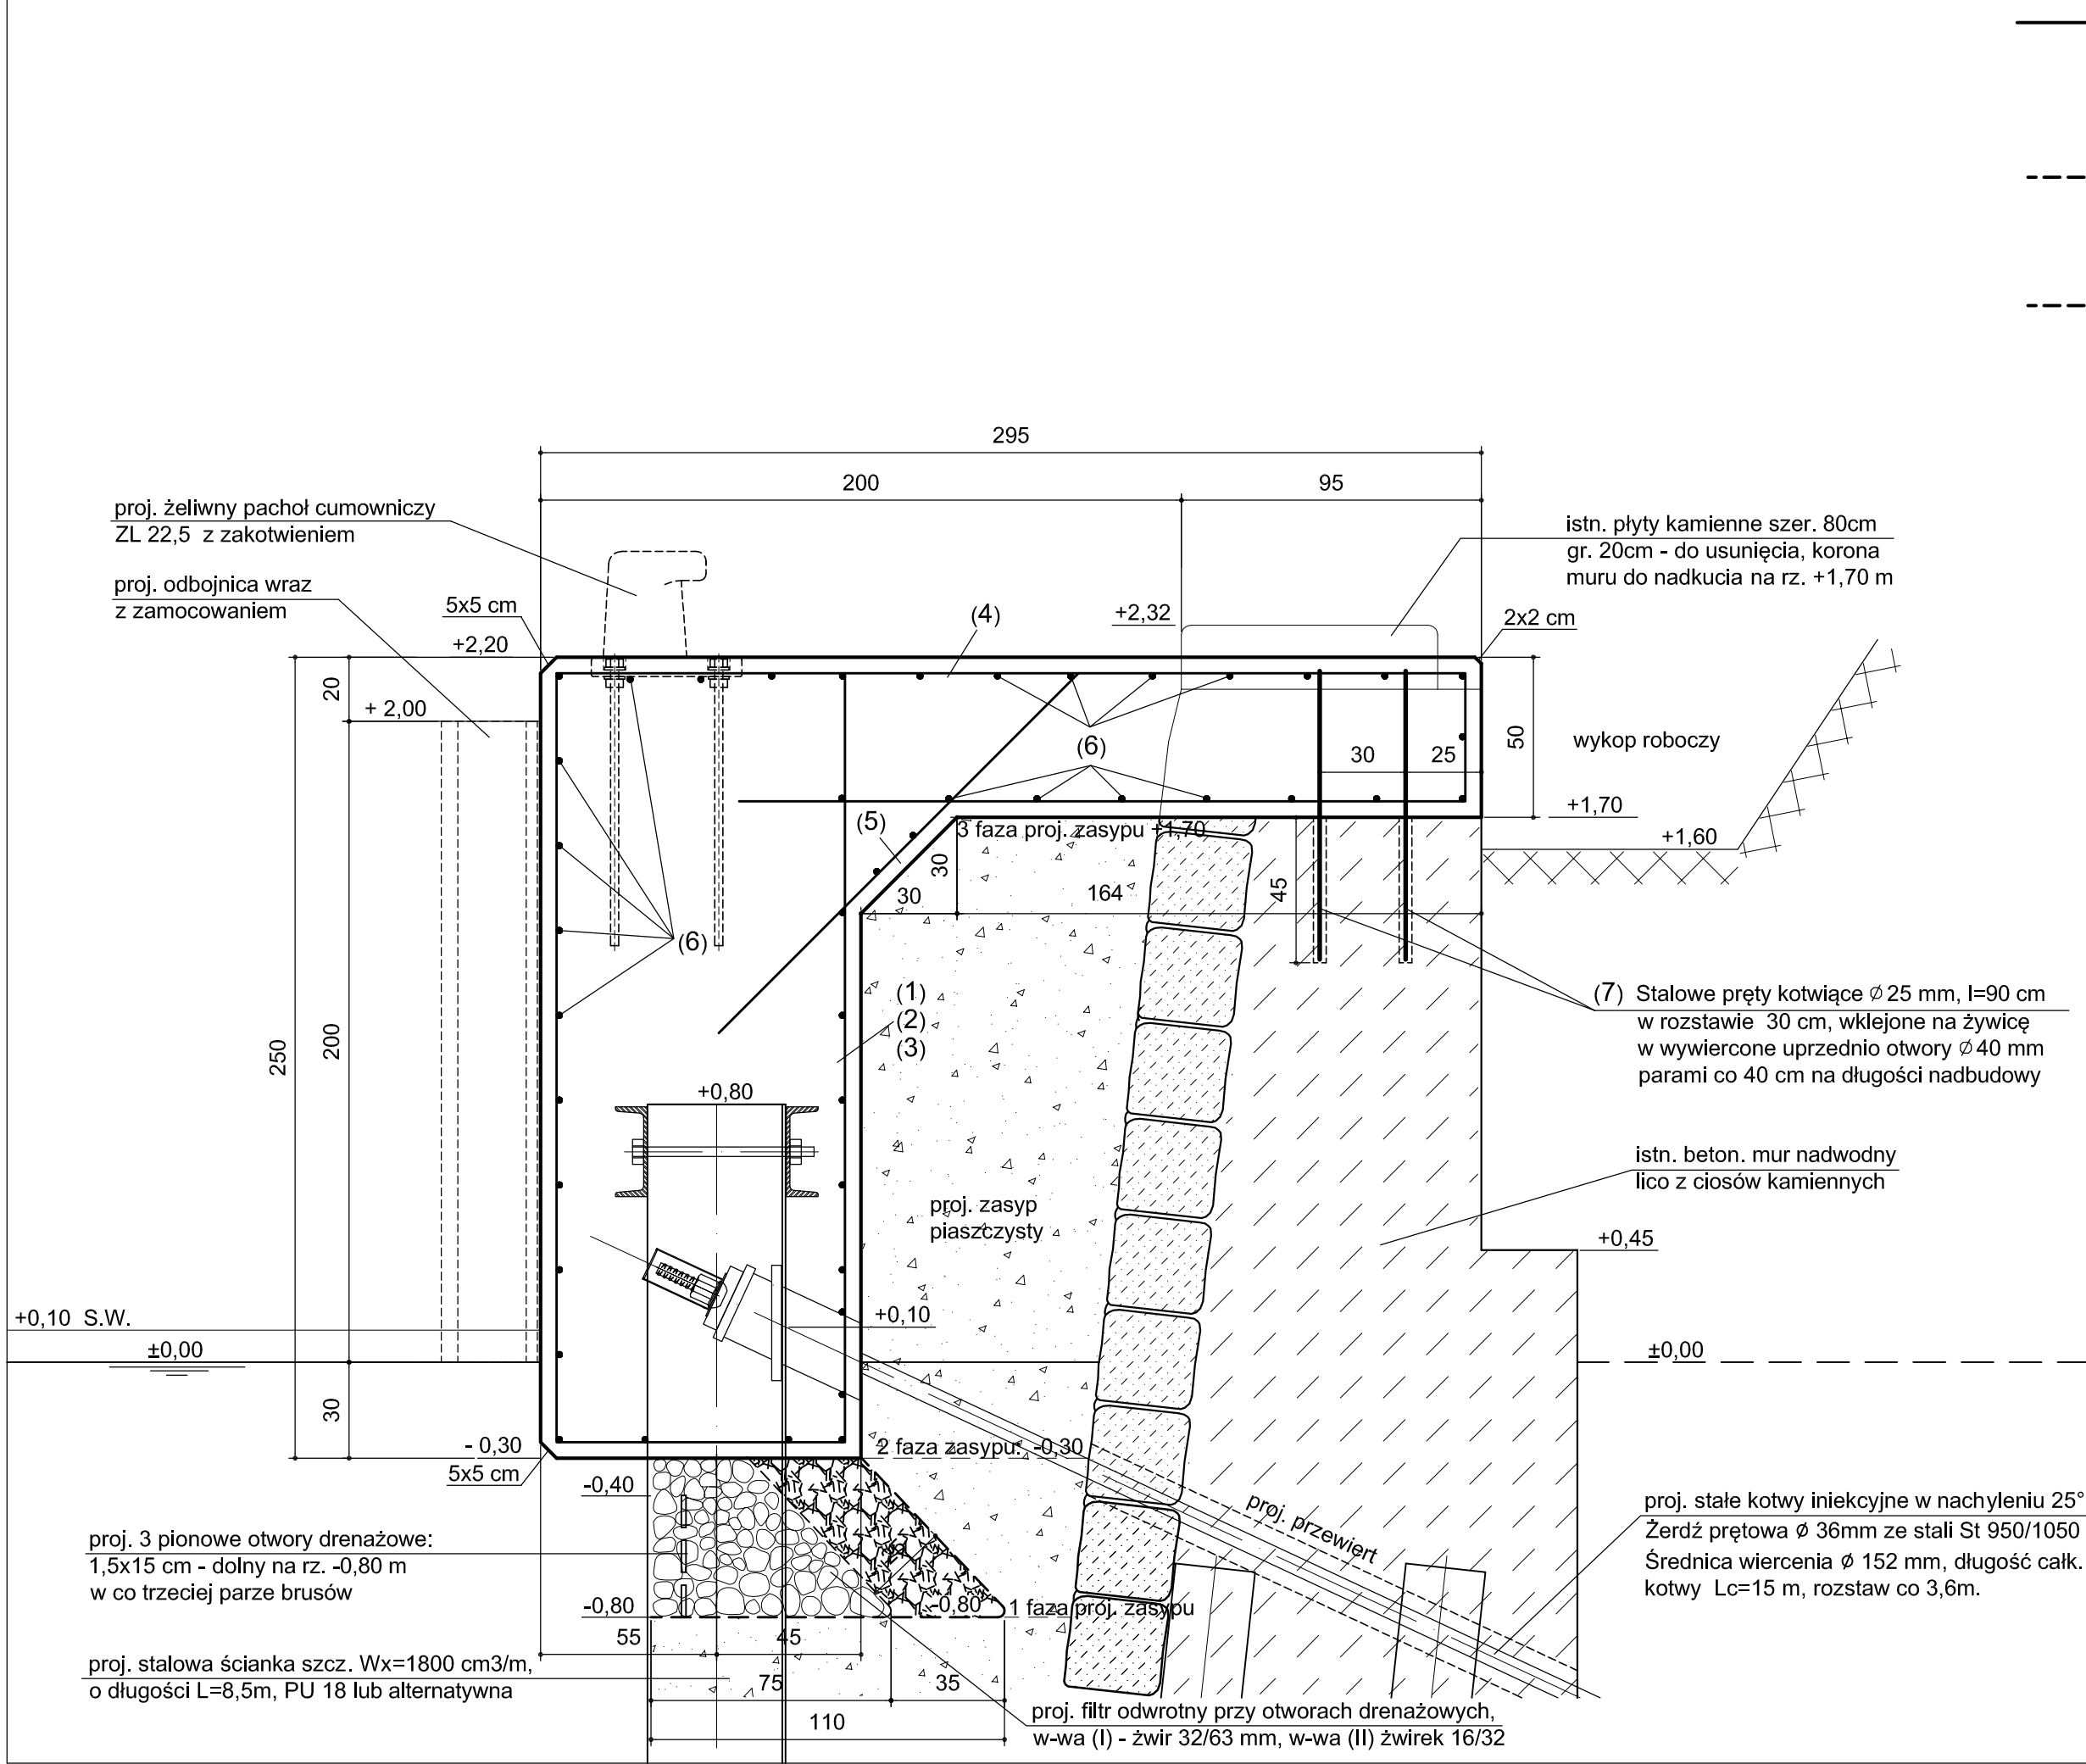 295
200
95
proj. żeliwny pachoł cumowniczy
ZL 22,5 z zakotwieniem
proj. odbojnica wraz
z zamocowaniem
5x5 cm
+2,20
(4)
+2,32
istn. płyty kamienne szer. 80cm
gr. 20cm - do usunięcia, korona
muru do nadkucia na rz. +1,70 m
2x2 cm
20
+ 2,00
(6)
30
25
50
wykop roboczy
+1,70
+1,60
(5)
3 faza proj. zasypu +1,70
30
30
164
45
(6)
(1)
(2)
(3)
(7) Stalowe pręty kotwiące ∅ 25 mm, l=90 cm
w rozstawie 30 cm, wklejone na żywicę
w wywiercone uprzednio otwory ∅ 40 mm
parami co 40 cm na długości nadbudowy
250
200
+0,80
istn. beton. mur nadwodny
lico z ciosów kamiennych
proj. zasyp
piaszczysty
+0,45
+0,10 S.W.
+0,10
±0,00
±0,00
30
- 0,30
5x5 cm
2 faza zasypu: -0,30
-0,40
proj. przewiert
proj. stałe kotwy iniekcyjne w nachyleniu 25°
Żerdź prętowa ∅ 36mm ze stali St 950/1050
Średnica wiercenia ∅ 152 mm, długość całk.
kotwy Lc=15 m, rozstaw co 3,6m.
proj. 3 pionowe otwory drenażowe:
1,5x15 cm - dolny na rz. -0,80 m
w co trzeciej parze brusów
-0,80
-0,80
1 faza proj. zasypu
55
45
proj. stalowa ścianka szcz. Wx=1800 cm3/m,
o długości L=8,5m, PU 18 lub alternatywna
75
35
110
proj. filtr odwrotny przy otworach drenażowych,
w-wa (I) - żwir 32/63 mm, w-wa (II) żwirek 16/32